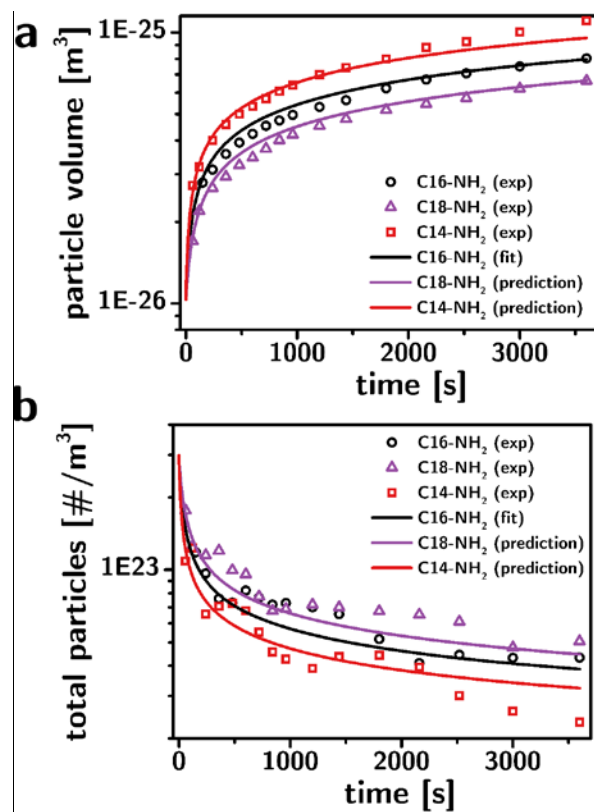 a
particle volume [m³]
1E-25
1E-26
C16-NH₂ (exp)
C18-NH₂ (exp)
C14-NH₂ (exp)
C16-NH₂ (fit)
C18-NH₂ (prediction)
C14-NH₂ (prediction)
0 1000 2000 3000
time [s]
b
total particles [#/m³]
1E23
C16-NH₂ (exp)
C18-NH₂ (exp)
C14-NH₂ (exp)
C16-NH₂ (fit)
C18-NH₂ (prediction)
C14-NH₂ (prediction)
0 1000 2000 3000
time [s]